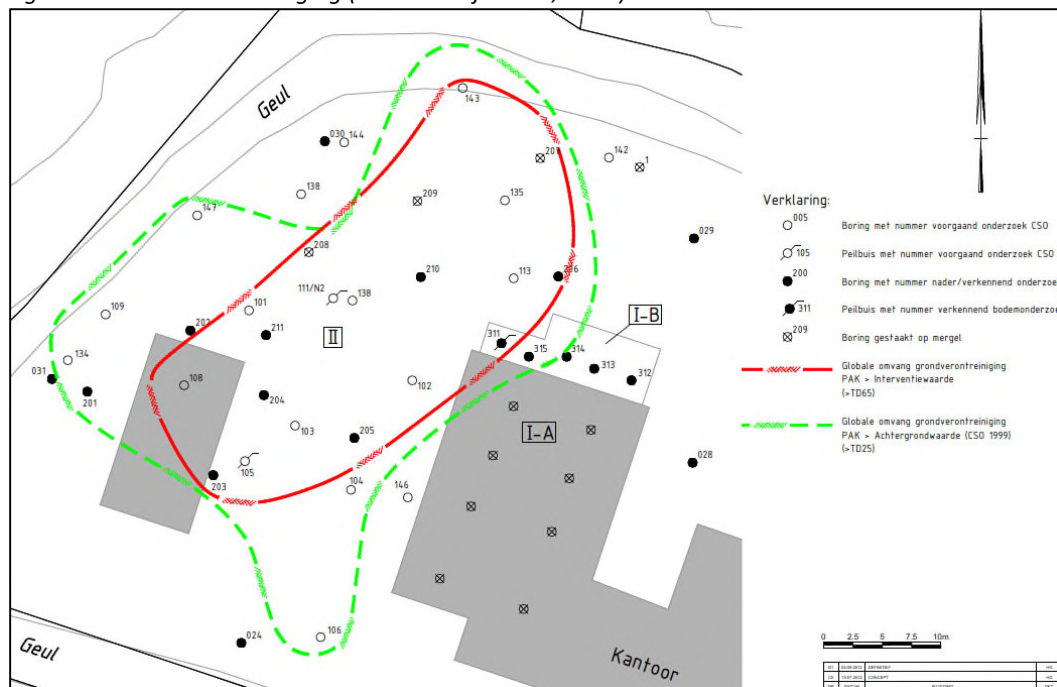 Geul
143
030
144
207
142
1
138
209
135
147
029
208
210
113
206
111/N2
138
109
101
202
211
II
I-B
311
315
314
313
312
134
031
201
108
102
204
I-A
103
205
028
105
203
104
146
024
106
Geul
Kantoor
Verklaring:
005 Boring met nummer voorgaand onderzoek CSO
105 Peilbuis met nummer voorgaand onderzoek CSO
200 Boring met nummer nader/verkennend onderzoe
311 Peilbuis met nummer verkennend bodemonderzoe
209 Boring gestaakt op mergel
Globale omvang grondverontreiniging
PAK > Interventiewaarde
(>TD65)
Globale omvang grondverontreiniging
PAK > Achtergrondwaarde (CSO 1999)
(>TD25)
0 2.5 5 7.5 10m
DEFINITIEF
CONCEPT